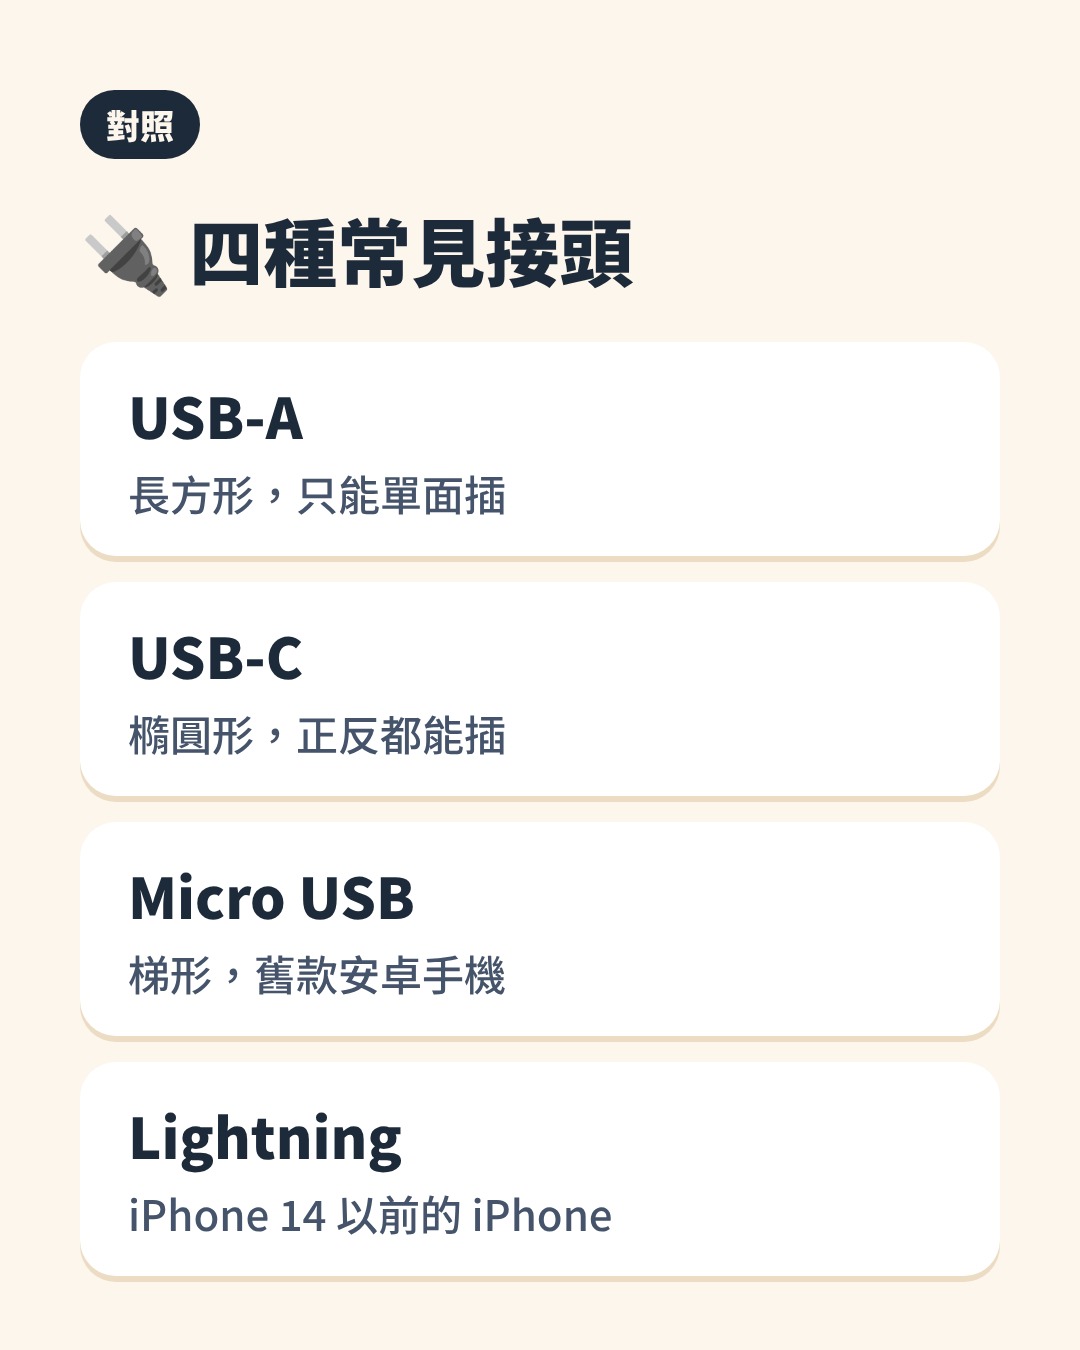 對照
四種常見接頭
USB-A
長方形，只能單面插
USB-C
橢圓形，正反都能插
Micro USB
梯形，舊款安卓手機
Lightning
iPhone 14 以前的 iPhone